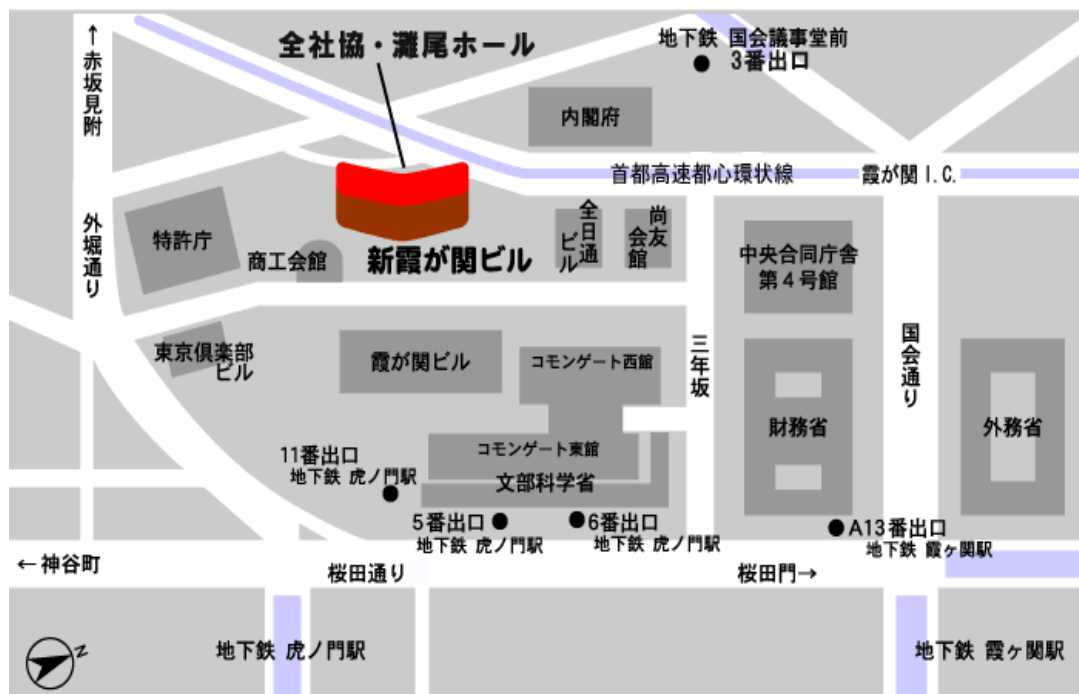 全社協・灘尾ホール
地下鉄 国会議事堂前
3番出口
↑赤坂見附
内閣府
首都高速都心環状線
霞が関 I.C.
外堀通り
特許庁
商工会館
新霞が関ビル
全日通
ビル
尚友
会館
中央合同庁舎
第4号館
東京倶楽部
ビル
霞が関ビル
コモンゲート西館
三年坂
国会通り
財務省
外務省
コモンゲート東館
文部科学省
11番出口
地下鉄 虎ノ門駅
5番出口
地下鉄 虎ノ門駅
6番出口
地下鉄 虎ノ門駅
A13番出口
地下鉄 霞ヶ関駅
←神谷町
桜田通り
桜田門→
地下鉄 虎ノ門駅
地下鉄 霞ヶ関駅
N